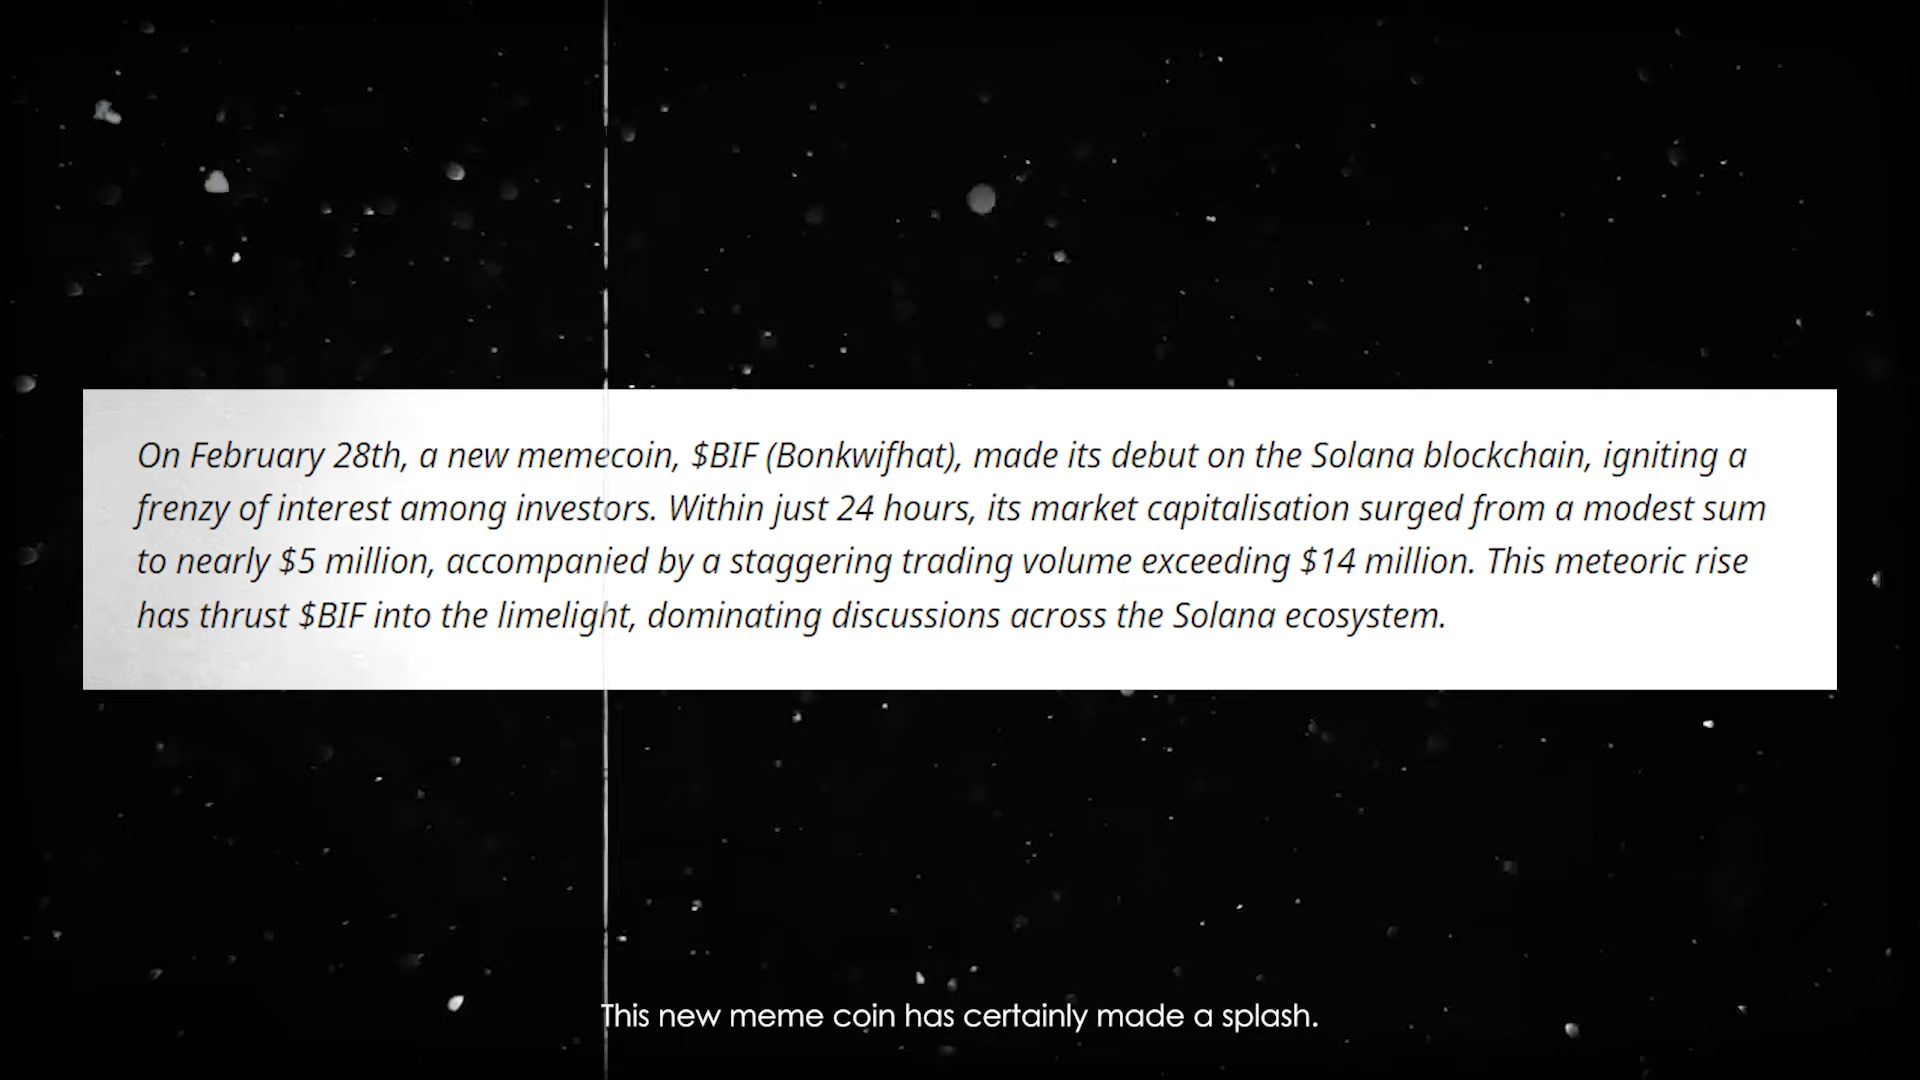 On February 28th, a new memecoin, $BIF (Bonkwifhat), made its debut on the Solana blockchain, igniting a
frenzy of interest among investors. Within just 24 hours, its market capitalisation surged from a modest sum
to nearly $5 million, accompanied by a staggering trading volume exceeding $14 million. This meteoric rise
has thrust $BIF into the limelight, dominating discussions across the Solana ecosystem.
This new meme coin has certainly made a splash.